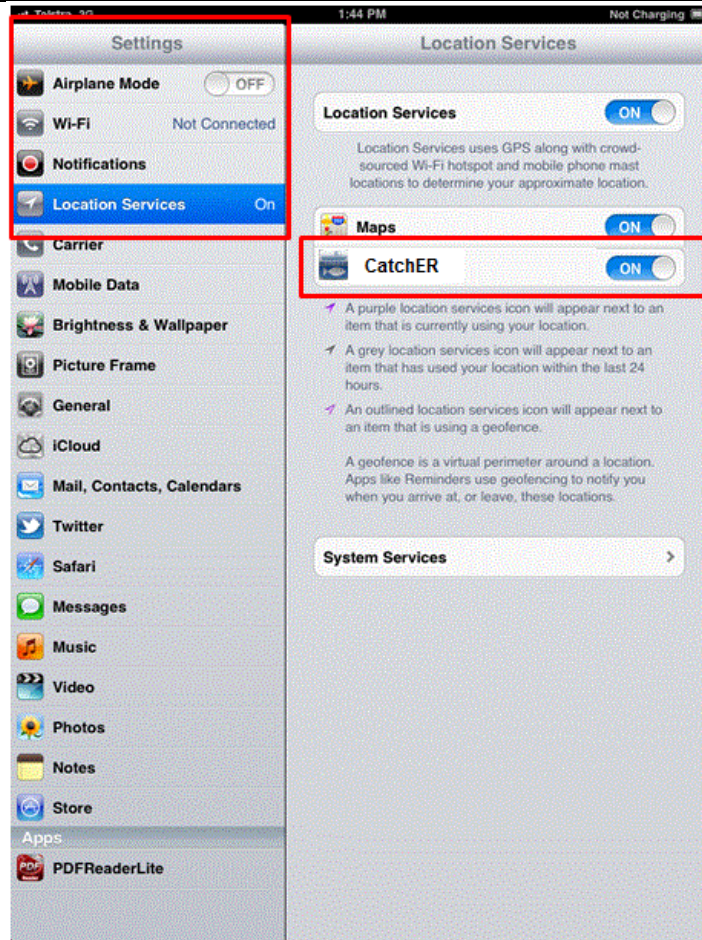 Telstra 3G
1:44 PM
Not Charging
Settings
Airplane Mode
OFF
Wi-Fi
Not Connected
Notifications
Location Services
On
Carrier
Mobile Data
Brightness & Wallpaper
Picture Frame
General
iCloud
Mail, Contacts, Calendars
Twitter
Safari
Messages
Music
Video
Photos
Notes
Store
Apps
PDF
PDFReaderLite
Location Services
Location Services
ON
Location Services uses GPS along with crowd-
sourced Wi-Fi hotspot and mobile phone mast
locations to determine your approximate location.
Maps
ON
CatchER
ON
A purple location services icon will appear next to an
item that is currently using your location.
A grey location services icon will appear next to an
item that has used your location within the last 24
hours.
An outlined location services icon will appear next to
an item that is using a geofence.
A geofence is a virtual perimeter around a location.
Apps like Reminders use geofencing to notify you
when you arrive at, or leave, these locations.
System Services